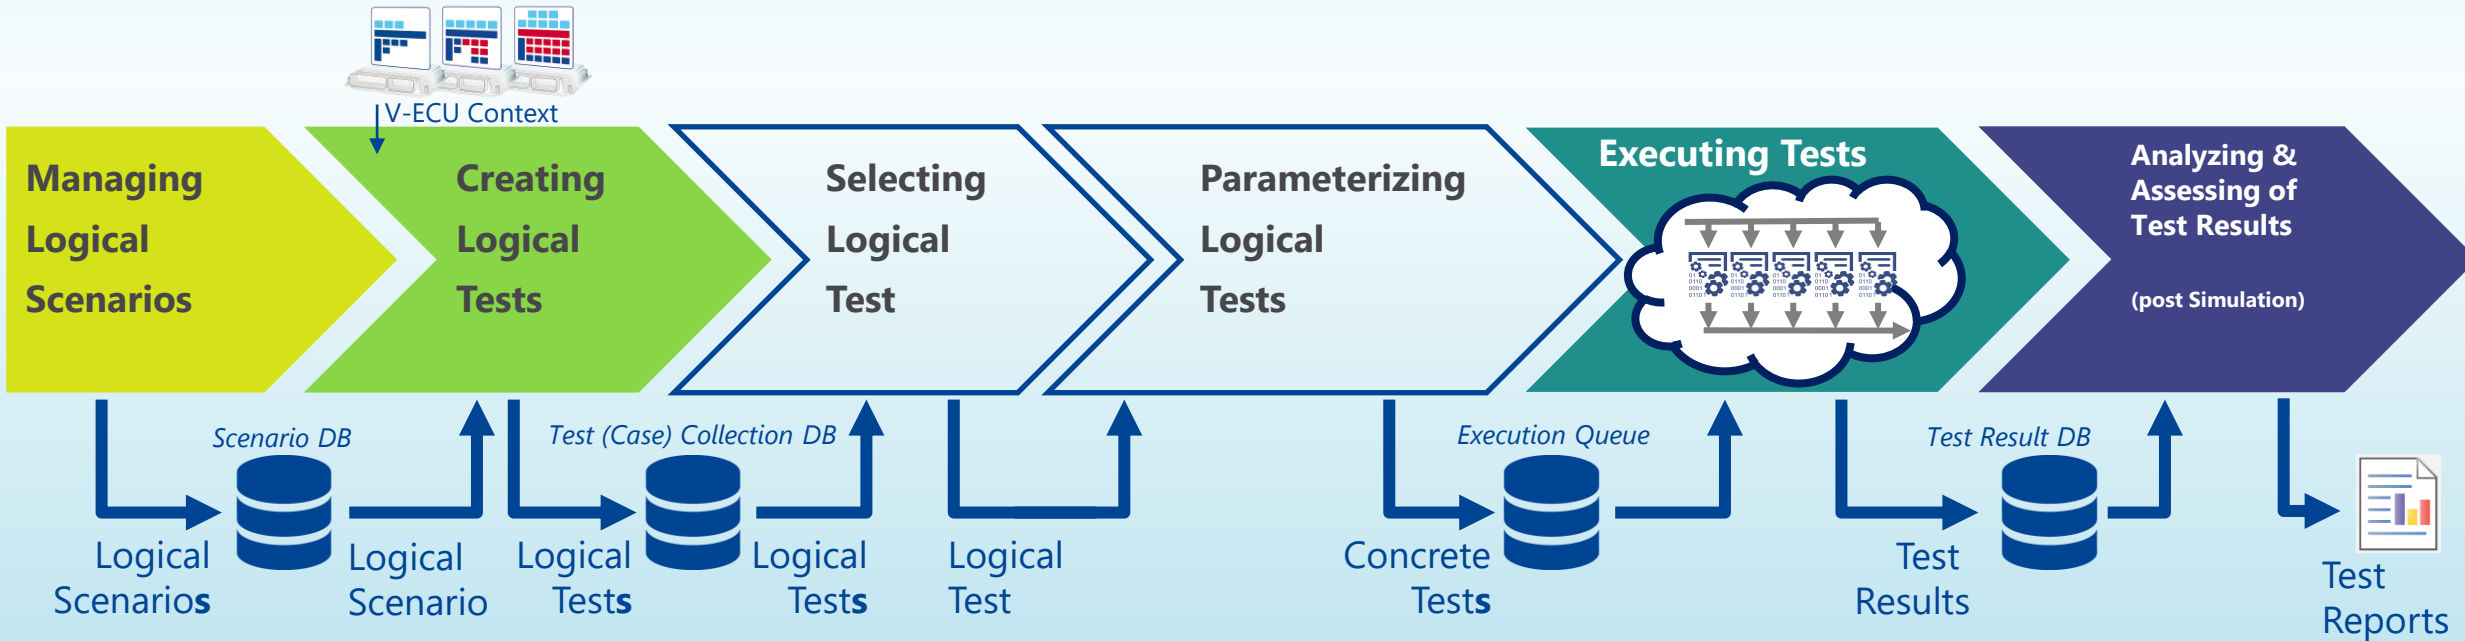 V-ECU Context
Managing
Logical
Scenarios
Creating
Logical
Tests
Selecting
Logical
Test
Parameterizing
Logical
Tests
Executing Tests
Analyzing &
Assessing of
Test Results
(post Simulation)
Scenario DB
Test (Case) Collection DB
Execution Queue
Test Result DB
Logical
Scenarios
Logical
Scenario
Logical
Tests
Logical
Tests
Logical
Test
Concrete
Tests
Test
Results
Test
Reports